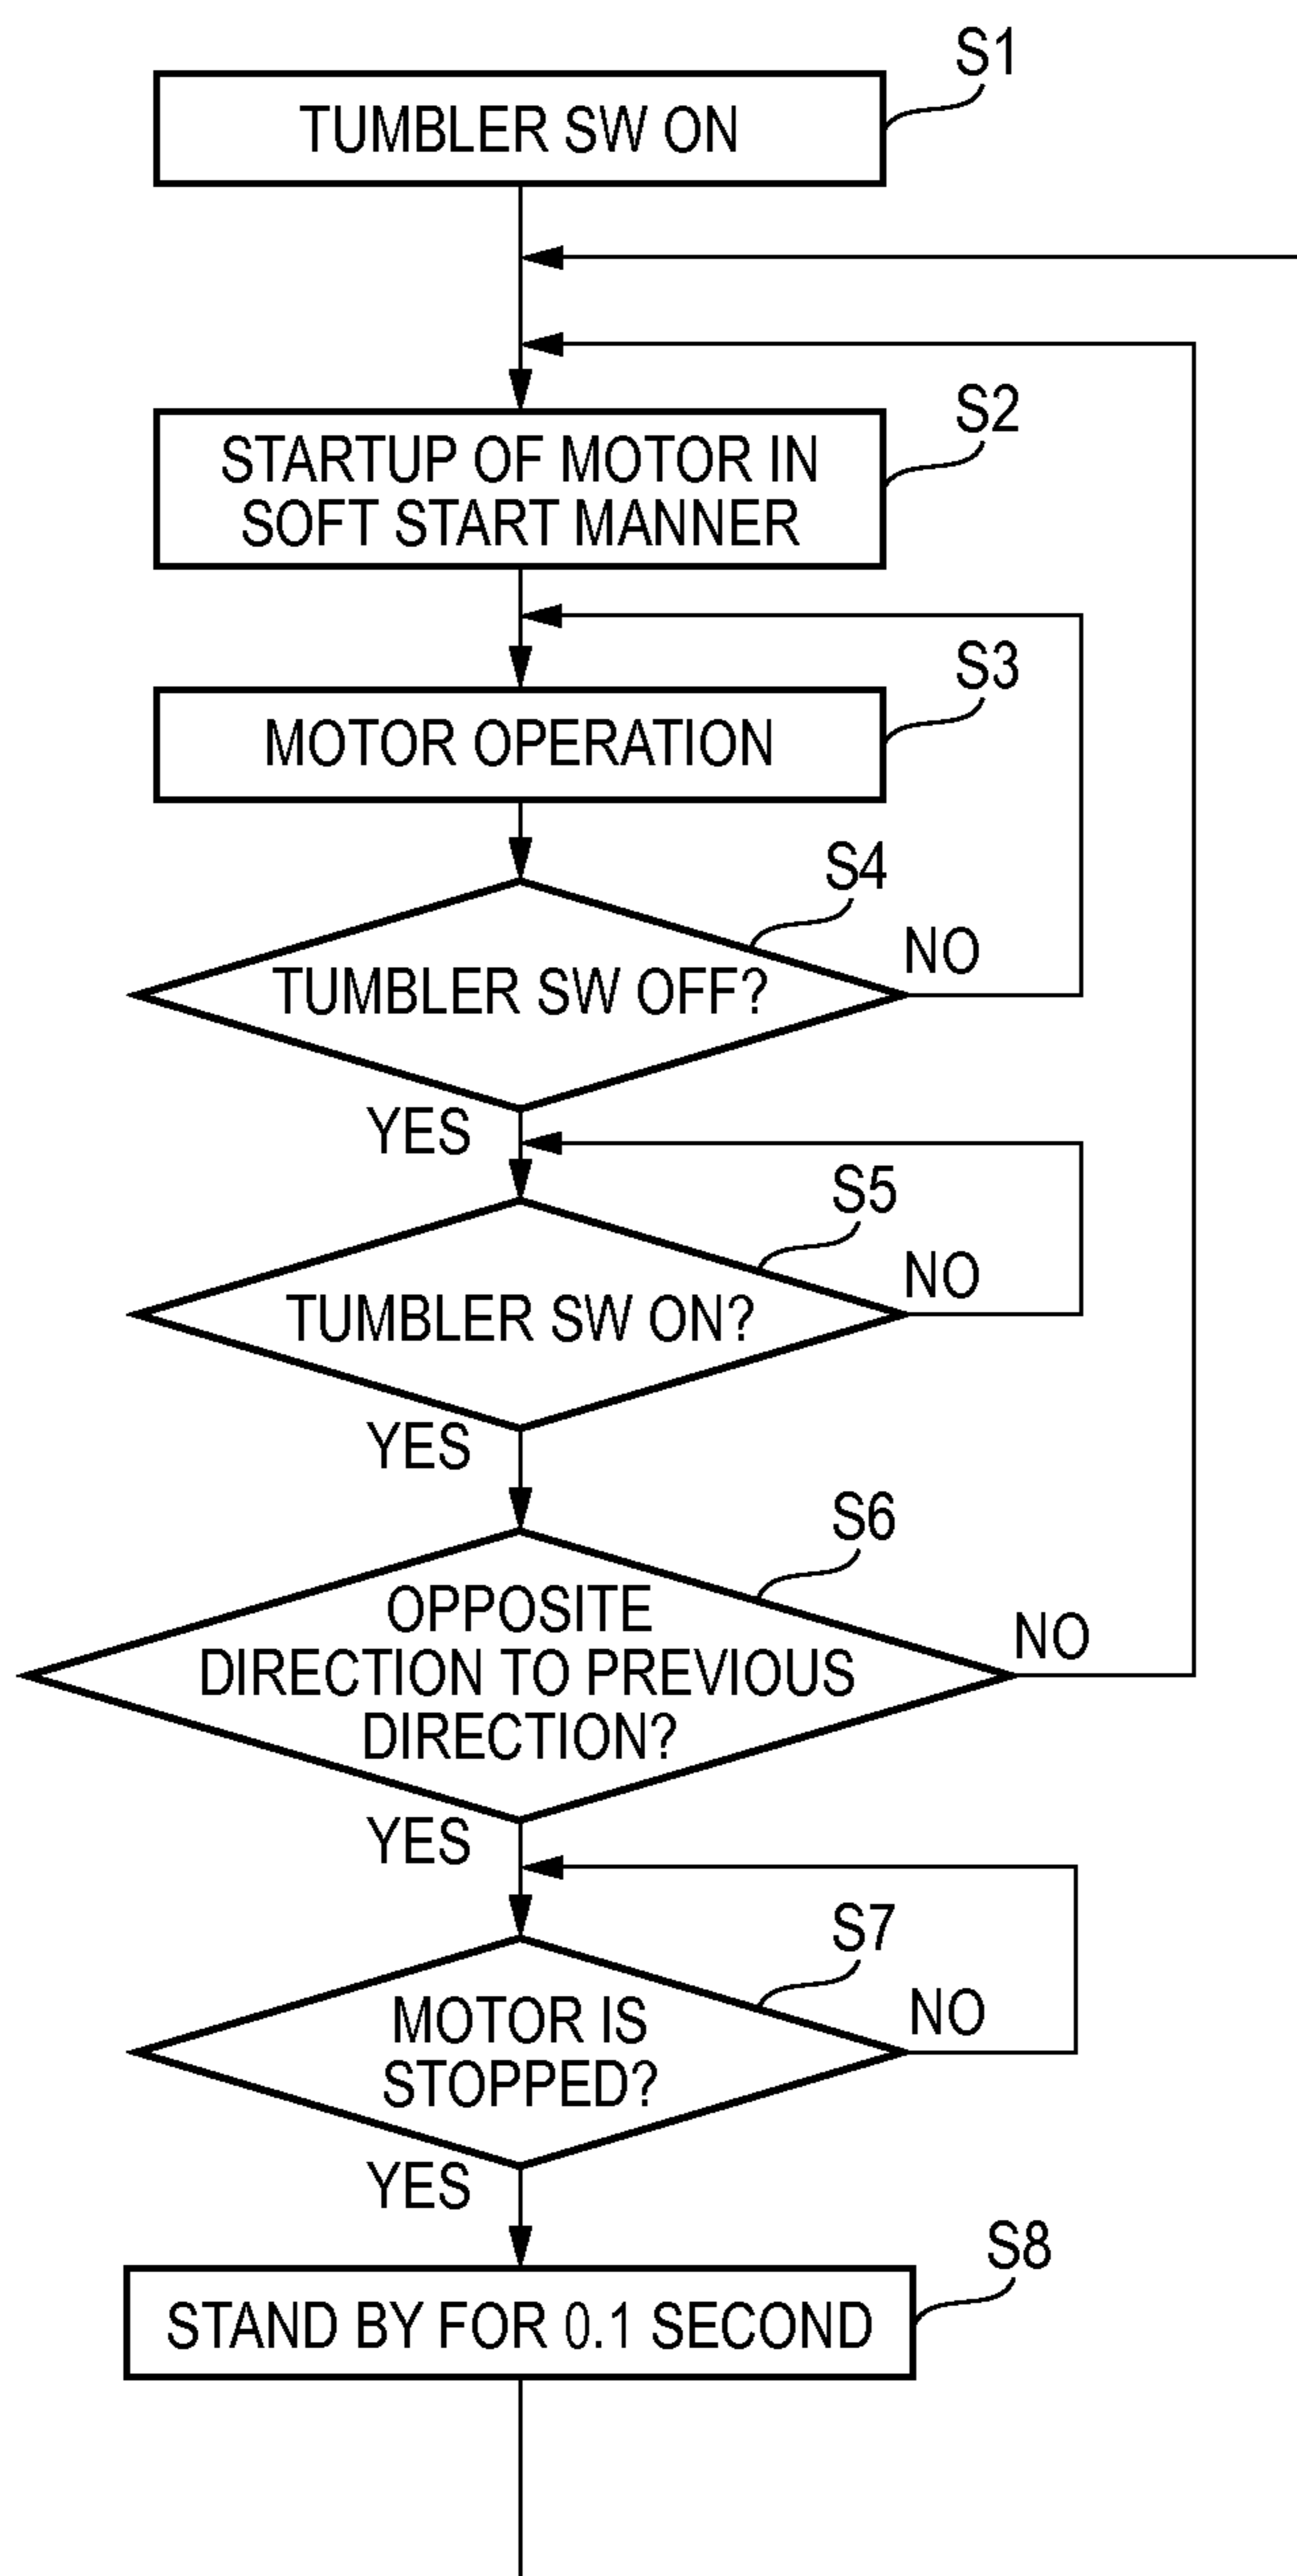 S1
TUMBLER SW ON
S2
STARTUP OF MOTOR IN
SOFT START MANNER
S3
MOTOR OPERATION
S4
NO
TUMBLER SW OFF?
YES
S5
NO
TUMBLER SW ON?
YES
S6
OPPOSITE
NO
DIRECTION TO PREVIOUS
DIRECTION?
YES
S7
NO
MOTOR IS
STOPPED?
YES
S8
STAND BY FOR 0.1 SECOND